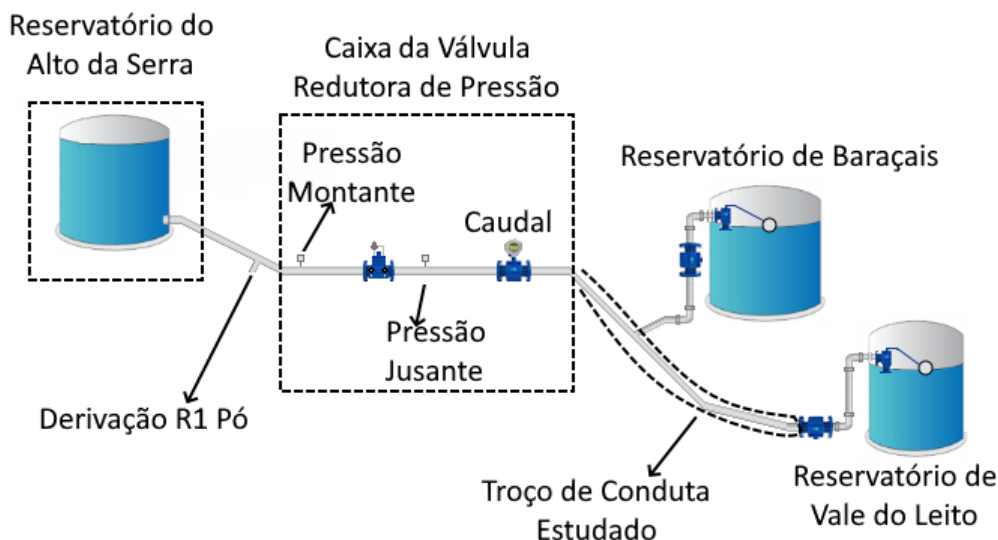 Reservatório do
Alto da Serra
Caixa da Válvula
Redutora de Pressão
Pressão
Montante
Caudal
Reservatório de Baraçais
Pressão
Jusante
Derivação R1 Pó
Troço de Conduta
Estudado
Reservatório de
Vale do Leito